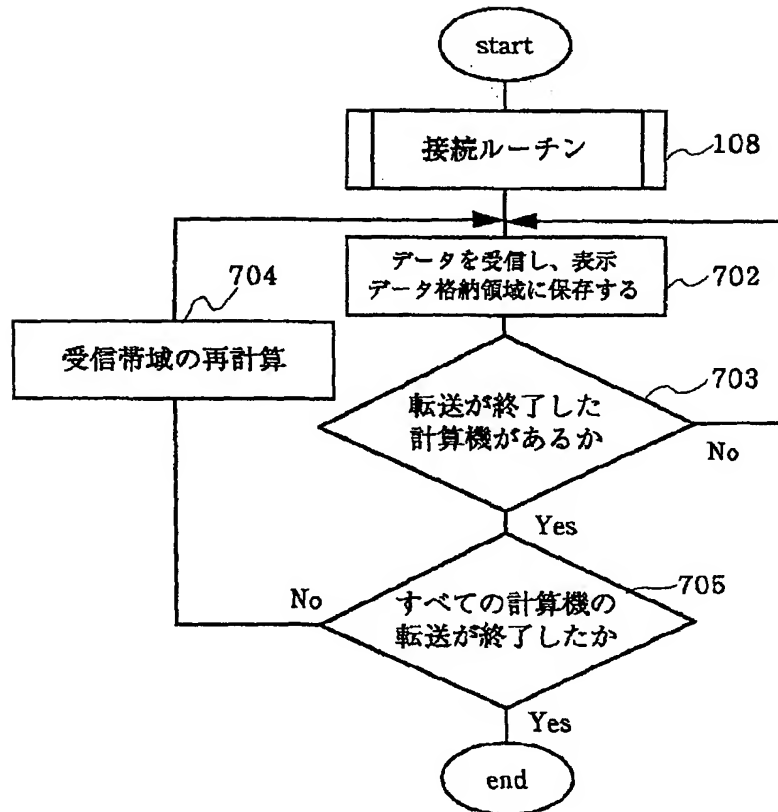 start
接続ルーチン
108
データを受信し、表示
データ格納領域に保存する
702
704
受信帯域の再計算
転送が終了した
計算機があるか
703
No
Yes
すべての計算機の
転送が終了したか
705
No
Yes
end